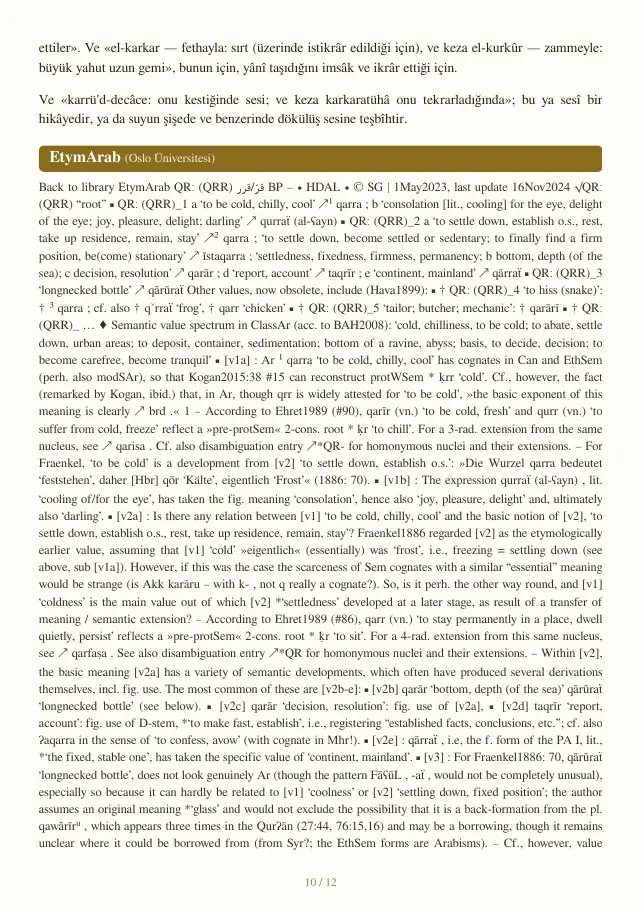 ettiler». Ve «el-karkar — fethayla: sırt (üzerinde istikrâr edildiği için), ve keza el-kurkûr — zammeyle:
büyük yahut uzun gemi», bunun için, yânî taşıdığını imsâk ve ikrâr ettiği için.
Ve «karrü'd-decâce: onu kestiğinde sesi; ve keza karkaratühâ onu tekrarladığında»; bu ya sesî bir
hikâyedir, ya da suyun şişede ve benzerinde dökülüş sesine teşbîhtir.
EtymArab (Oslo Üniversitesi)
Back to library EtymArab QR: (QRR) قرّ/قرر BP – • HDAL • © SG | 1May2023, last update 16Nov2024 √QR:
(QRR) “root” ▪ QR: (QRR)_1 a ‘to be cold, chilly, cool’ ↗¹ qarra ; b ‘consolation [lit., cooling] for the eye, delight
of the eye; joy, pleasure, delight; darling’ ↗ qurraẗ (al-ʕayn) ▪ QR: (QRR)_2 a ‘to settle down, establish o.s., rest,
take up residence, remain, stay’ ↗² qarra ; ‘to settle down, become settled or sedentary; to finally find a firm
position, be(come) stationary’ ↗ ĭstaqarra ; ‘settledness, fixedness, firmness, permanency; b bottom, depth (of the
sea); c decision, resolution’ ↗ qarār ; d ‘report, account’ ↗ taqrīr ; e ‘continent, mainland’ ↗ qārraẗ ▪ QR: (QRR)_3
‘longnecked bottle’ ↗ qārūraẗ Other values, now obsolete, include (Hava1899): ▪ † QR: (QRR)_4 ‘to hiss (snake)’:
† ³ qarra ; cf. also † qˇrraẗ ‘frog’, † qarr ‘chicken’ ▪ † QR: (QRR)_5 ‘tailor; butcher; mechanic’: † qarārī ▪ † QR:
(QRR)_ … ♦ Semantic value spectrum in ClassAr (acc. to BAH2008): ‘cold, chilliness, to be cold; to abate, settle
down, urban areas; to deposit, container, sedimentation; bottom of a ravine, abyss; basis, to decide, decision; to
become carefree, become tranquil’ ▪ [v1a] : Ar ¹ qarra ‘to be cold, chilly, cool’ has cognates in Can and EthSem
(perh. also modSAr), so that Kogan2015:38 #15 can reconstruct protWSem * ḳrr ‘cold’. Cf., however, the fact
(remarked by Kogan, ibid.) that, in Ar, though qrr is widely attested for ‘to be cold’, »the basic exponent of this
meaning is clearly ↗ brd .« 1 – According to Ehret1989 (#90), qarīr (vn.) ‘to be cold, fresh’ and qurr (vn.) ‘to
suffer from cold, freeze’ reflect a »pre-protSem« 2-cons. root * ḳr ‘to chill’. For a 3-rad. extension from the same
nucleus, see ↗ qarisa . Cf. also disambiguation entry ↗*QR- for homonymous nuclei and their extensions. – For
Fraenkel, ‘to be cold’ is a development from [v2] ‘to settle down, establish o.s.’: »Die Wurzel qarra bedeutet
‘feststehen’, daher [Hbr] qōr ‘Kälte’, eigentlich ‘Frost’« (1886: 70). ▪ [v1b] : The expression qurraẗ (al-ʕayn) , lit.
‘cooling of/for the eye’, has taken the fig. meaning ‘consolation’, hence also ‘joy, pleasure, delight’ and, ultimately
also ‘darling’. ▪ [v2a] : Is there any relation between [v1] ‘to be cold, chilly, cool’ and the basic notion of [v2], ‘to
settle down, establish o.s., rest, take up residence, remain, stay’? Fraenkel1886 regarded [v2] as the etymologically
earlier value, assuming that [v1] ‘cold’ »eigentlich« (essentially) was ‘frost’, i.e., freezing = settling down (see
above, sub [v1a]). However, if this was the case the scarceness of Sem cognates with a similar “essential” meaning
would be strange (is Akk karāru – with k- , not q really a cognate?). So, is it perh. the other way round, and [v1]
‘coldness’ is the main value out of which [v2] *‘settledness’ developed at a later stage, as result of a transfer of
meaning / semantic extension? – According to Ehret1989 (#86), qarr (vn.) ‘to stay permanently in a place, dwell
quietly, persist’ reflects a »pre-protSem« 2-cons. root * ḳr ‘to sit’. For a 4-rad. extension from this same nucleus,
see ↗ qarfaṣa . See also disambiguation entry ↗*QR for homonymous nuclei and their extensions. – Within [v2],
the basic meaning [v2a] has a variety of semantic developments, which often have produced several derivations
themselves, incl. fig. use. The most common of these are [v2b-e]: ▪ [v2b] qarār ‘bottom, depth (of the sea)’ qārūraẗ
‘longnecked bottle’ (see below). ▪ [v2c] qarār ‘decision, resolution’: fig. use of [v2a], ▪ [v2d] taqrīr ‘report,
account’: fig. use of D-stem, *‘to make fast, establish’, i.e., registering “established facts, conclusions, etc.”; cf. also
ʔaqarra in the sense of ‘to confess, avow’ (with cognate in Mhr!). ▪ [v2e] : qārraẗ , i.e, the f. form of the PA I, lit.,
*‘the fixed, stable one’, has taken the specific value of ‘continent, mainland’. ▪ [v3] : For Fraenkel1886: 70, qārūraẗ
‘longnecked bottle’, does not look genuinely Ar (though the pattern FāʕūL , -aẗ , would not be completely unusual),
especially so because it can hardly be related to [v1] ‘coolness’ or [v2] ‘settling down, fixed position’; the author
assumes an original meaning *‘glass’ and would not exclude the possibility that it is a back-formation from the pl.
qawārīrᵘ , which appears three times in the Qurʔān (27:44, 76:15,16) and may be a borrowing, though it remains
unclear where it could be borrowed from (from Syr?; the EthSem forms are Arabisms). – Cf., however, value
10 / 12